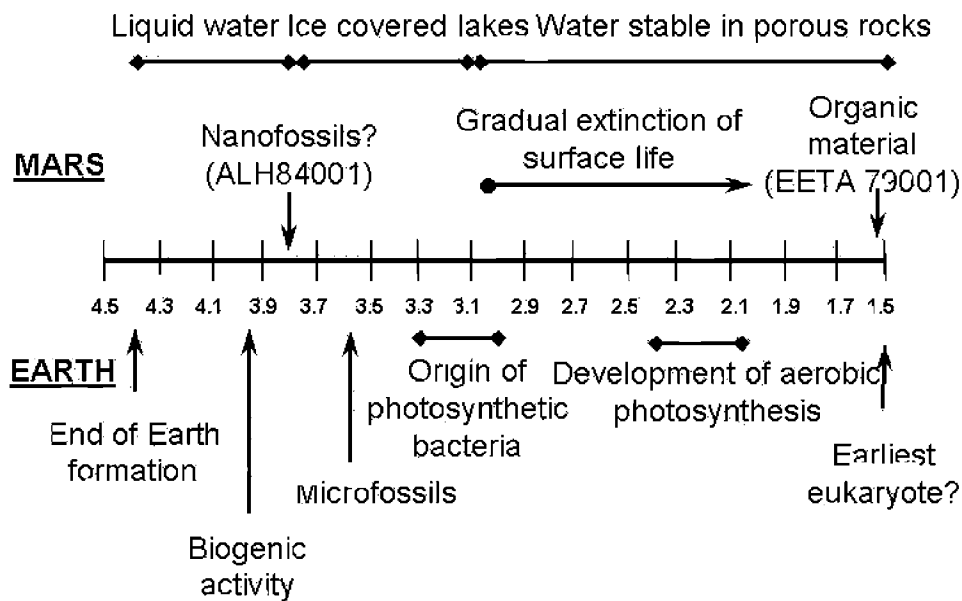 Liquid water Ice covered lakes Water stable in porous rocks
Nanofossils?
(ALH84001)
Gradual extinction of
surface life
Organic
material
(EETA 79001)
MARS
4.5 4.3 4.1 3.9 3.7 3.5 3.3 3.1 2.9 2.7 2.5 2.3 2.1 1.9 1.7 1.5
EARTH
End of Earth
formation
Biogenic
activity
Microfossils
Origin of
photosynthetic
bacteria
Development of aerobic
photosynthesis
Earliest
eukaryote?